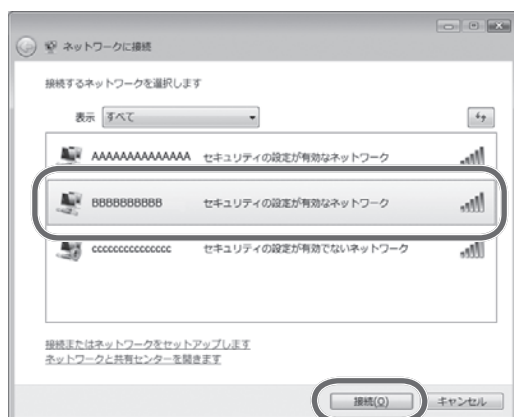 ネットワークに接続
接続するネットワークを選択します
表示 すべて
AAAAAAAAAAAAAA セキュリティの設定が有効なネットワーク
BBBBBBBBBB セキュリティの設定が有効なネットワーク
ccccccccccccccc セキュリティの設定が有効でないネットワーク
接続またはネットワークをセットアップします
ネットワークと共有センターを開きます
接続(O) キャンセル